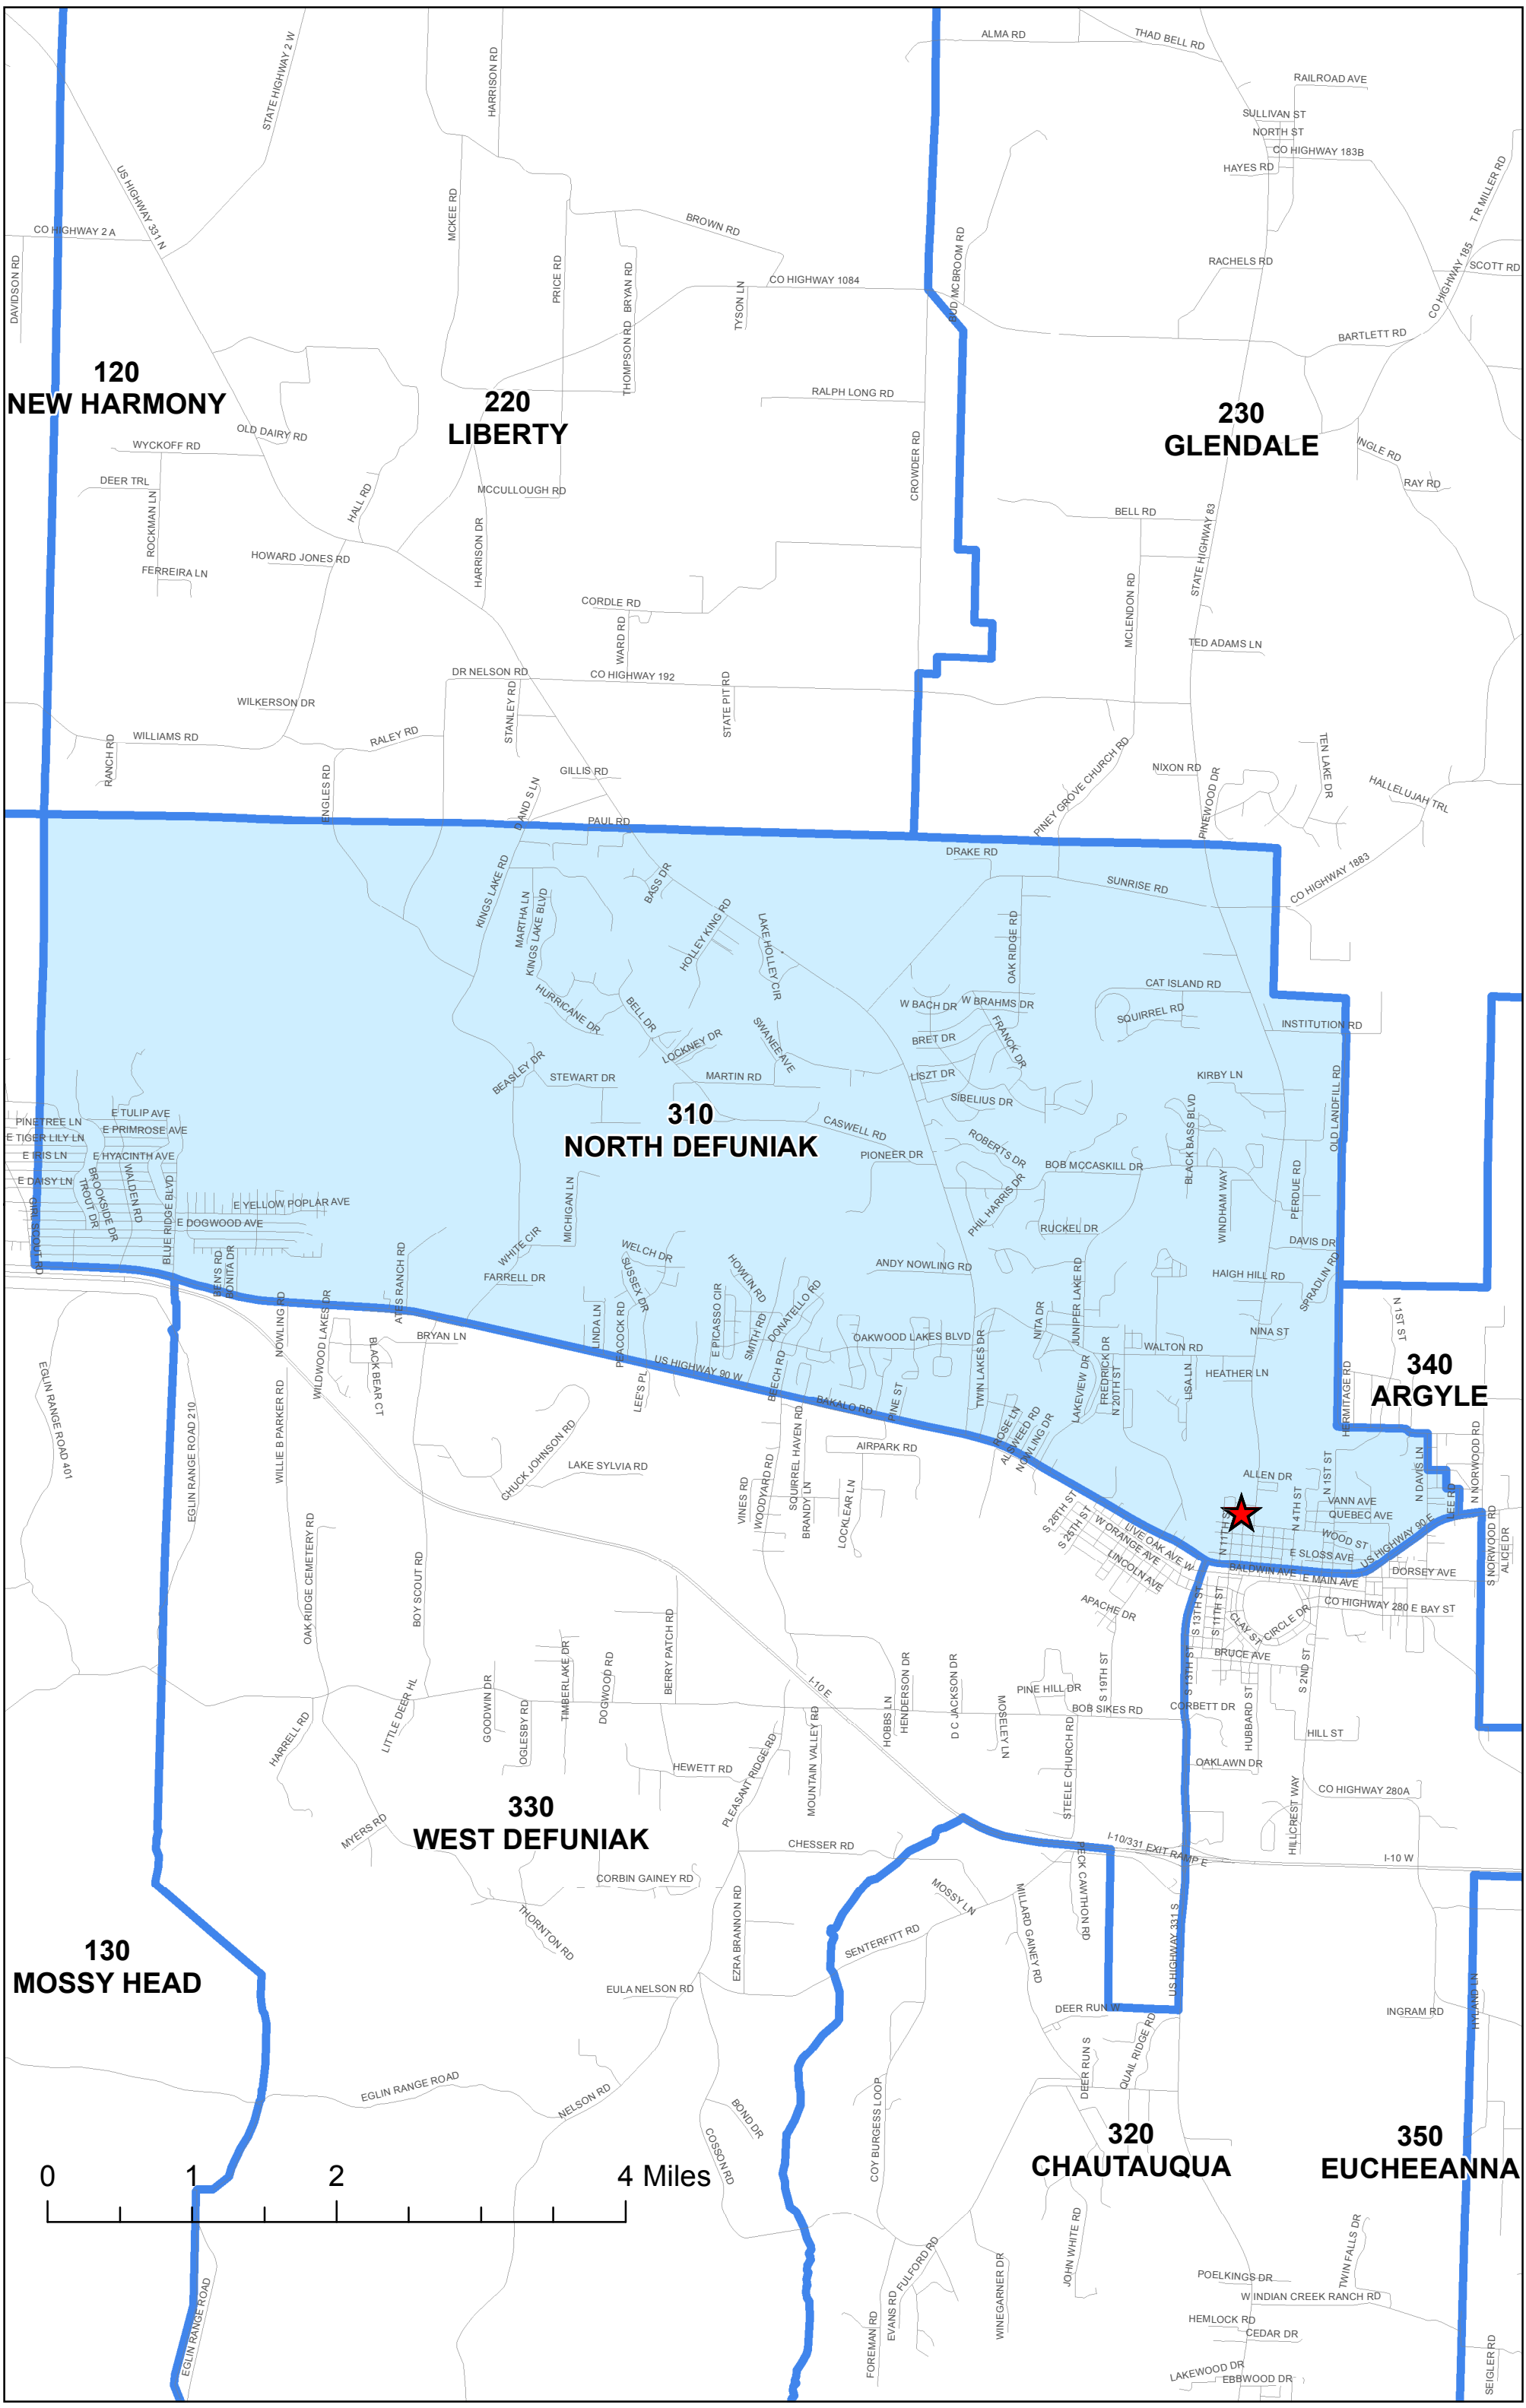 ALMA RD
THAD BELL RD
STATE HIGHWAY 2 W
HARRISON RD
RAILROAD AVE
SULLIVAN ST
NORTH ST
CO HIGHWAY 183B
HAYES RD
T R MILLER RD
US HIGHWAY 331 N
MCKEE RD
BROWN RD
CO HIGHWAY 2 A
BUD MCBROOM RD
RACHELS RD
CO HIGHWAY 185
SCOTT RD
DAVIDSON RD
PRICE RD
BRYAN RD
TYSON LN
CO HIGHWAY 1084
THOMPSON RD
BARTLETT RD
120
NEW HARMONY
220
LIBERTY
RALPH LONG RD
230
GLENDALE
OLD DAIRY RD
WYCKOFF RD
CROWDER RD
INGLE RD
DEER TRL
MCCULLOUGH RD
RAY RD
HALL RD
ROCKMAN LN
BELL RD
STATE HIGHWAY 83
HOWARD JONES RD
HARRISON DR
FERREIRA LN
CORDLE RD
WARD RD
MCLENDON RD
TED ADAMS LN
DR NELSON RD
CO HIGHWAY 192
STANLEY RD
STATE PIT RD
WILKERSON DR
WILLIAMS RD
RALEY RD
RANCH RD
ENGLES RD
GILLIS RD
D AND S LN
PAUL RD
PINEY GROVE CHURCH RD
NIXON RD
PINEWOOD DR
TEN LAKE DR
HALLELUJAH TRL
DRAKE RD
SUNRISE RD
CO HIGHWAY 1883
KINGS LAKE RD
MARTHA LN
KINGS LAKE BLVD
BASS DR
HOLLEY KING RD
LAKE HOLLEY CIR
OAK RIDGE RD
CAT ISLAND RD
HURRICANE DR
BELL DR
W BACH DR
W BRAHMS DR
SQUIRREL RD
INSTITUTION RD
LOCKNEY DR
SWANEE AVE
BRET DR
FRANCK DR
BEASLEY DR
STEWART DR
MARTIN RD
LISZT DR
KIRBY LN
SIBELIUS DR
OLD LANDFILL RD
310
NORTH DEFUNIAK
E TULIP AVE
PINETREE LN
E PRIMROSE AVE
E TIGER LILY LN
E IRIS LN
E HYACINTH AVE
E DAISY LN
CASWELL RD
PIONEER DR
ROBERTS DR
BOB MCCASKILL DR
BLACK BASS BLVD
TROUT DR
BROOKSIDE DR
WALDEN RD
BLUE RIDGE BLVD
E YELLOW POPLAR AVE
E DOGWOOD AVE
GIRL SCOUT RD
MICHIGAN LN
PHIL HARRIS DR
WINDHAM WAY
PERDUE RD
RUCKEL DR
DAVIS DR
WHITE CIR
WELCH DR
BEN'S RD
BONITA DR
ATES RANCH RD
FARRELL DR
SUSSEX DR
HOWLIN RD
ANDY NOWLING RD
HAIGH HILL RD
SPRADLIN RD
JUNIPER LAKE RD
NOWLING RD
WILDWOOD LAKES DR
BRYAN LN
LINDA LN
PEACOCK RD
E PICASSO CIR
SMITH RD
DONATELLO RD
OAKWOOD LAKES BLVD
TWIN LAKES DR
NITA DR
WALTON RD
NINA ST
N 1ST ST
EGLIN RANGE ROAD 401
BLACK BEAR CT
US HIGHWAY 90 W
LEE'S PL
BEECH RD
BAKALO RD
PINE ST
LAKEVIEW DR
FREDRICK DR
N 20TH ST
LISA LN
HEATHER LN
HERMITAGE RD
340
ARGYLE
EGLIN RANGE ROAD 210
WILLIE B PARKER RD
CHUCK JOHNSON RD
LAKE SYLVIA RD
SQUIRREL HAVEN RD
AIRPARK RD
ROSE LN
ALSWEED RD
NOWLING DR
VINES RD
WOODYARD RD
BRANDY LN
LOCKLEAR LN
ALLEN DR
N 1ST ST
N DAVIS LN
N NORWOOD RD
VANN AVE
QUEBEC AVE
LEE RD
S 26TH ST
S 25TH ST
LIVE OAK AVE W
W ORANGE AVE
LINCOLN AVE
N 11TH ST
N 4TH ST
WOOD ST
E SLOSS AVE
US HIGHWAY 90 E
S NORWOOD RD
ALICE DR
BALDWIN AVE
E MAIN AVE
DORSEY AVE
OAK RIDGE CEMETERY RD
BOY SCOUT RD
APACHE DR
S 13TH ST
S 11TH ST
CLAY ST
CIRCLE DR
CO HIGHWAY 280 E
BAY ST
BRUCE AVE
BERRY PATCH RD
TIMBERLAKE DR
DOGWOOD RD
I-10 E
HENDERSON DR
D C JACKSON DR
PINE HILL DR
S 19TH ST
S 13TH ST
S 2ND ST
LITTLE DEER HL
GOODWIN DR
OGLESBY RD
HOBBS LN
MOSELEY LN
BOB SIKES RD
CORBETT DR
HUBBARD ST
HILL ST
HARRELL RD
HEWETT RD
MOUNTAIN VALLEY RD
PLEASANT RIDGE RD
STEELE CHURCH RD
OAKLAWN DR
HILLCREST WAY
CO HIGHWAY 280A
330
WEST DEFUNIAK
MYERS RD
CHESSER RD
I-10/331 EXIT RAMP E
I-10 W
CORBIN GAINEY RD
MOSSY LN
PECK CAWTHON RD
MILLARD GAINEY RD
THORNTON RD
EZRA BRANNON RD
SENTERFITT RD
US HIGHWAY 331 S
130
MOSSY HEAD
EULA NELSON RD
DEER RUN W
INGRAM RD
HYLAND LN
DEER RUN S
QUAIL RIDGE RD
EGLIN RANGE ROAD
NELSON RD
BOND DR
COSSON RD
COY BURGESS LOOP
320
CHAUTAUQUA
350
EUCHEEANNA
0 1 2 4 Miles
JOHN WHITE RD
TWIN FALLS DR
FULFORD RD
WINEGARNER DR
POELKINGS DR
W INDIAN CREEK RANCH RD
EGLIN RANGE ROAD
EVANS RD
FOREMAN RD
HEMLOCK RD
CEDAR DR
LAKEWOOD DR
EBBWOOD DR
SEIGLER RD